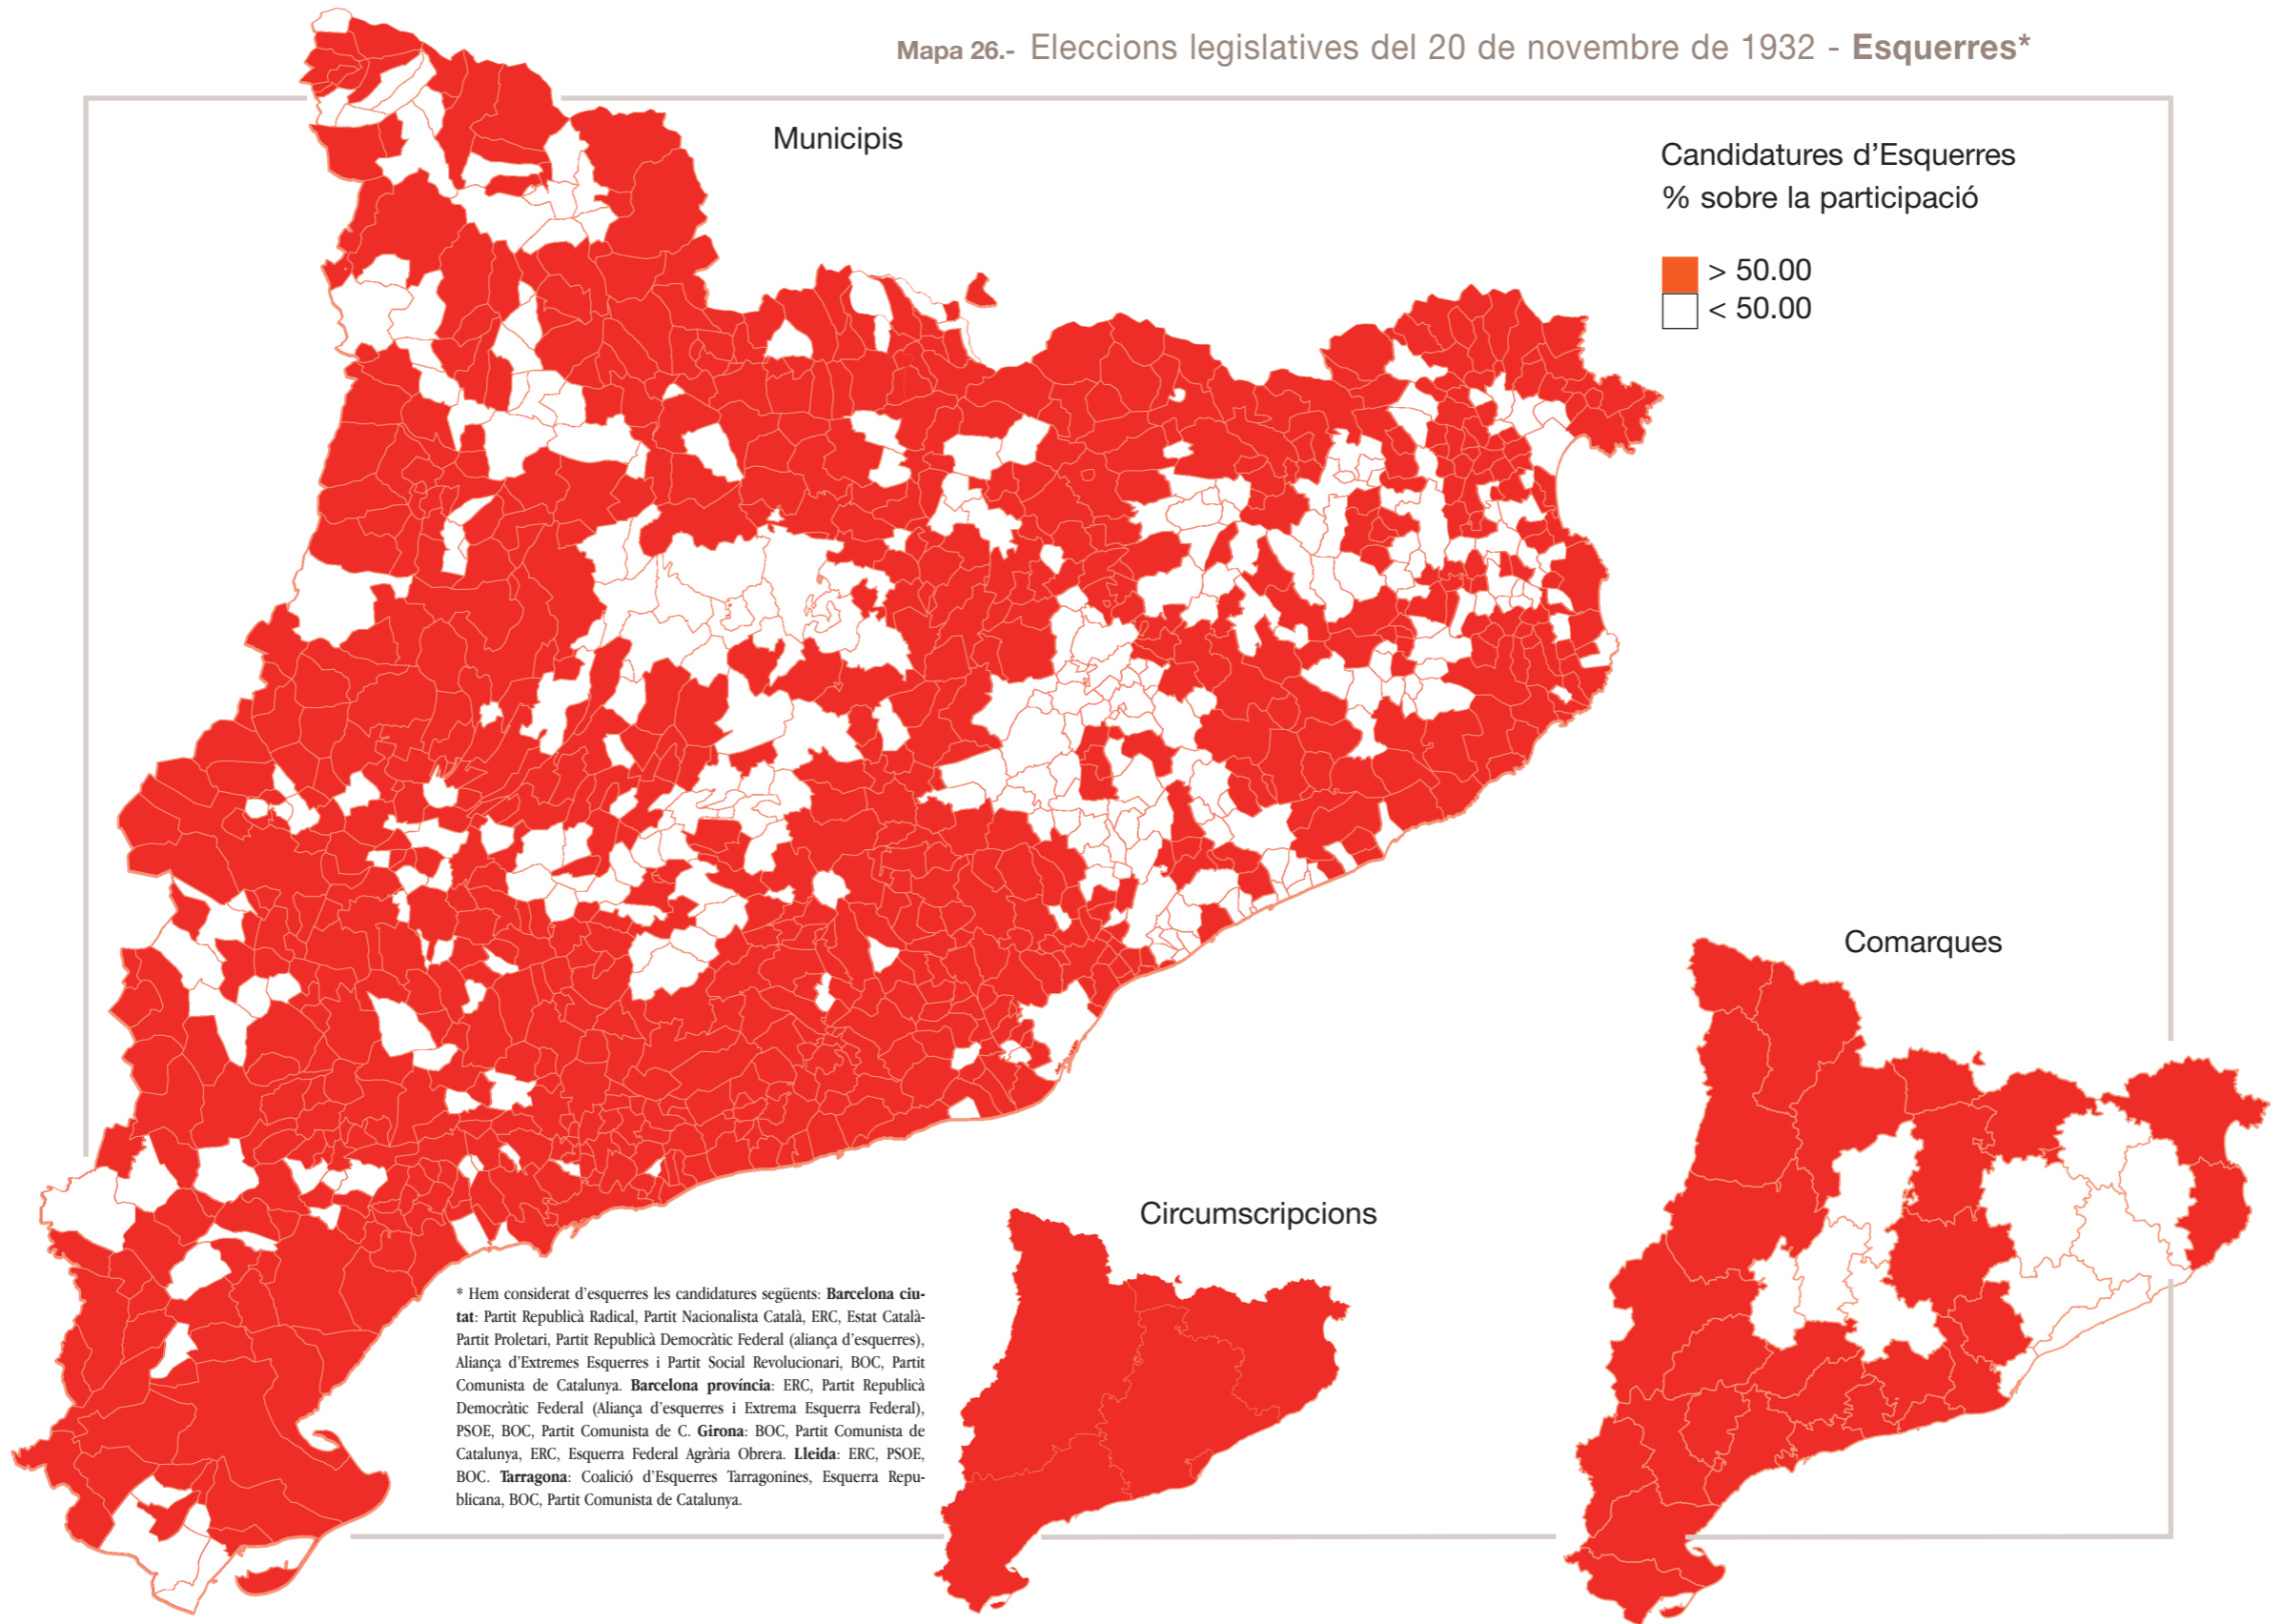 Mapa 26.- Eleccions legislatives del 20 de novembre de 1932 - Esquerres*
Municipis
Candidatures d'Esquerres
% sobre la participació
> 50.00
< 50.00
Comarques
Circumscripcions
* Hem considerat d'esquerres les candidatures següents: Barcelona ciu-
tat: Partit Republicà Radical, Partit Nacionalista Català, ERC, Estat Català-
Partit Proletari, Partit Republicà Democràtic Federal (aliança d'esquerres),
Aliança d'Extremes Esquerres i Partit Social Revolucionari, BOC, Partit
Comunista de Catalunya. Barcelona província: ERC, Partit Republicà
Democràtic Federal (Aliança d'esquerres i Extrema Esquerra Federal),
PSOE, BOC, Partit Comunista de C. Girona: BOC, Partit Comunista de
Catalunya, ERC, Esquerra Federal Agrària Obrera. Lleida: ERC, PSOE,
BOC. Tarragona: Coalició d'Esquerres Tarragonines, Esquerra Repu-
blicana, BOC, Partit Comunista de Catalunya.